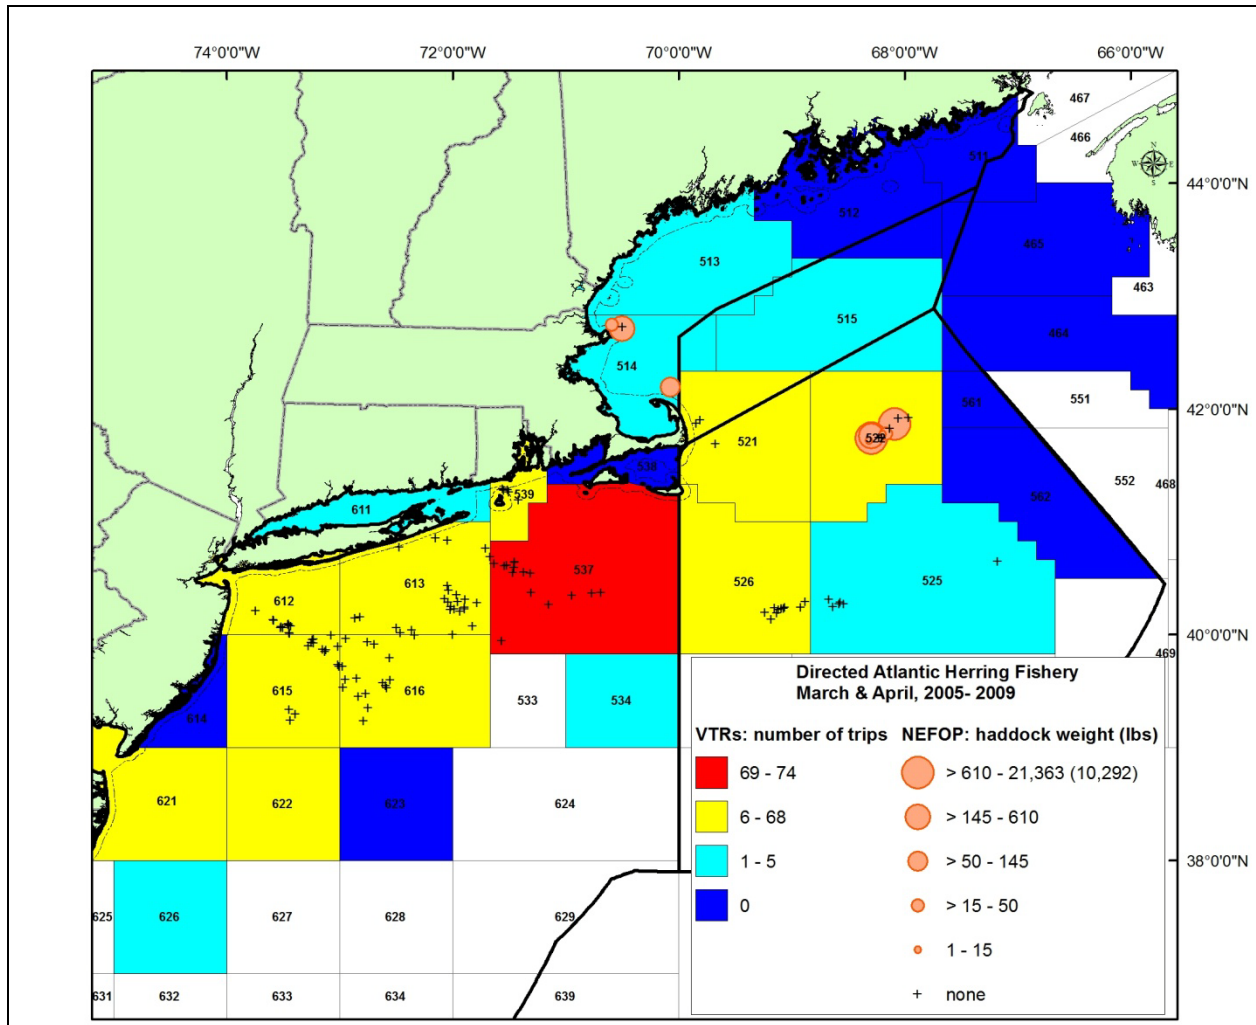 74°0'0"W 72°0'0"W 70°0'0"W 68°0'0"W 66°0'0"W
467
466
N
W E
S
511
44°0'0"N
512
465
513
463
515
464
514
551
561
42°0'0"N
521
538
552
468
539
562
611
613
537
526
525
612
40°0'0"N
469
615
616
533
534
614
621
622
623
624
38°0'0"N
625
626
627
628
629
631
632
633
634
639
Directed Atlantic Herring Fishery
March & April, 2005- 2009
VTRs: number of trips NEFOP: haddock weight (lbs)
69 - 74 > 610 - 21,363 (10,292)
6 - 68 > 145 - 610
1 - 5 > 50 - 145
0 > 15 - 50
1 - 15
none